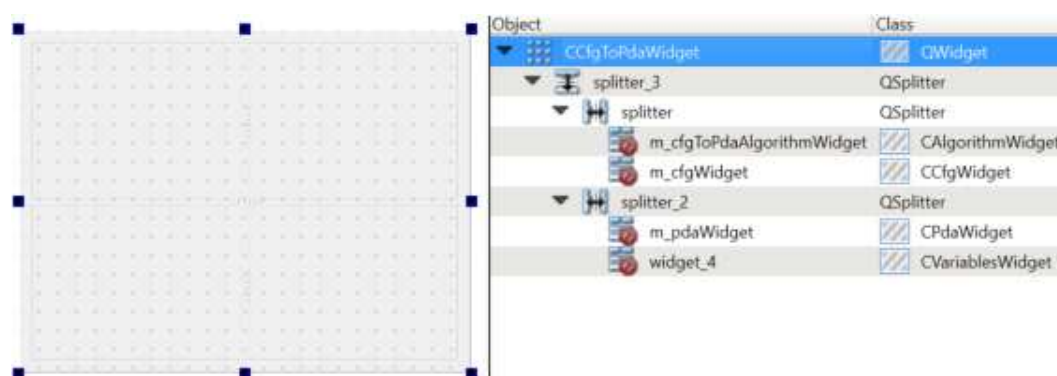 Object Class
CCfgToPdaWidget QWidget
splitter_3 QSplitter
splitter QSplitter
m_cfgToPdaAlgorithmWidget CAlgorithmWidget
m_cfgWidget CCfgWidget
splitter_2 QSplitter
m_pdaWidget CPdaWidget
widget_4 CVariablesWidget